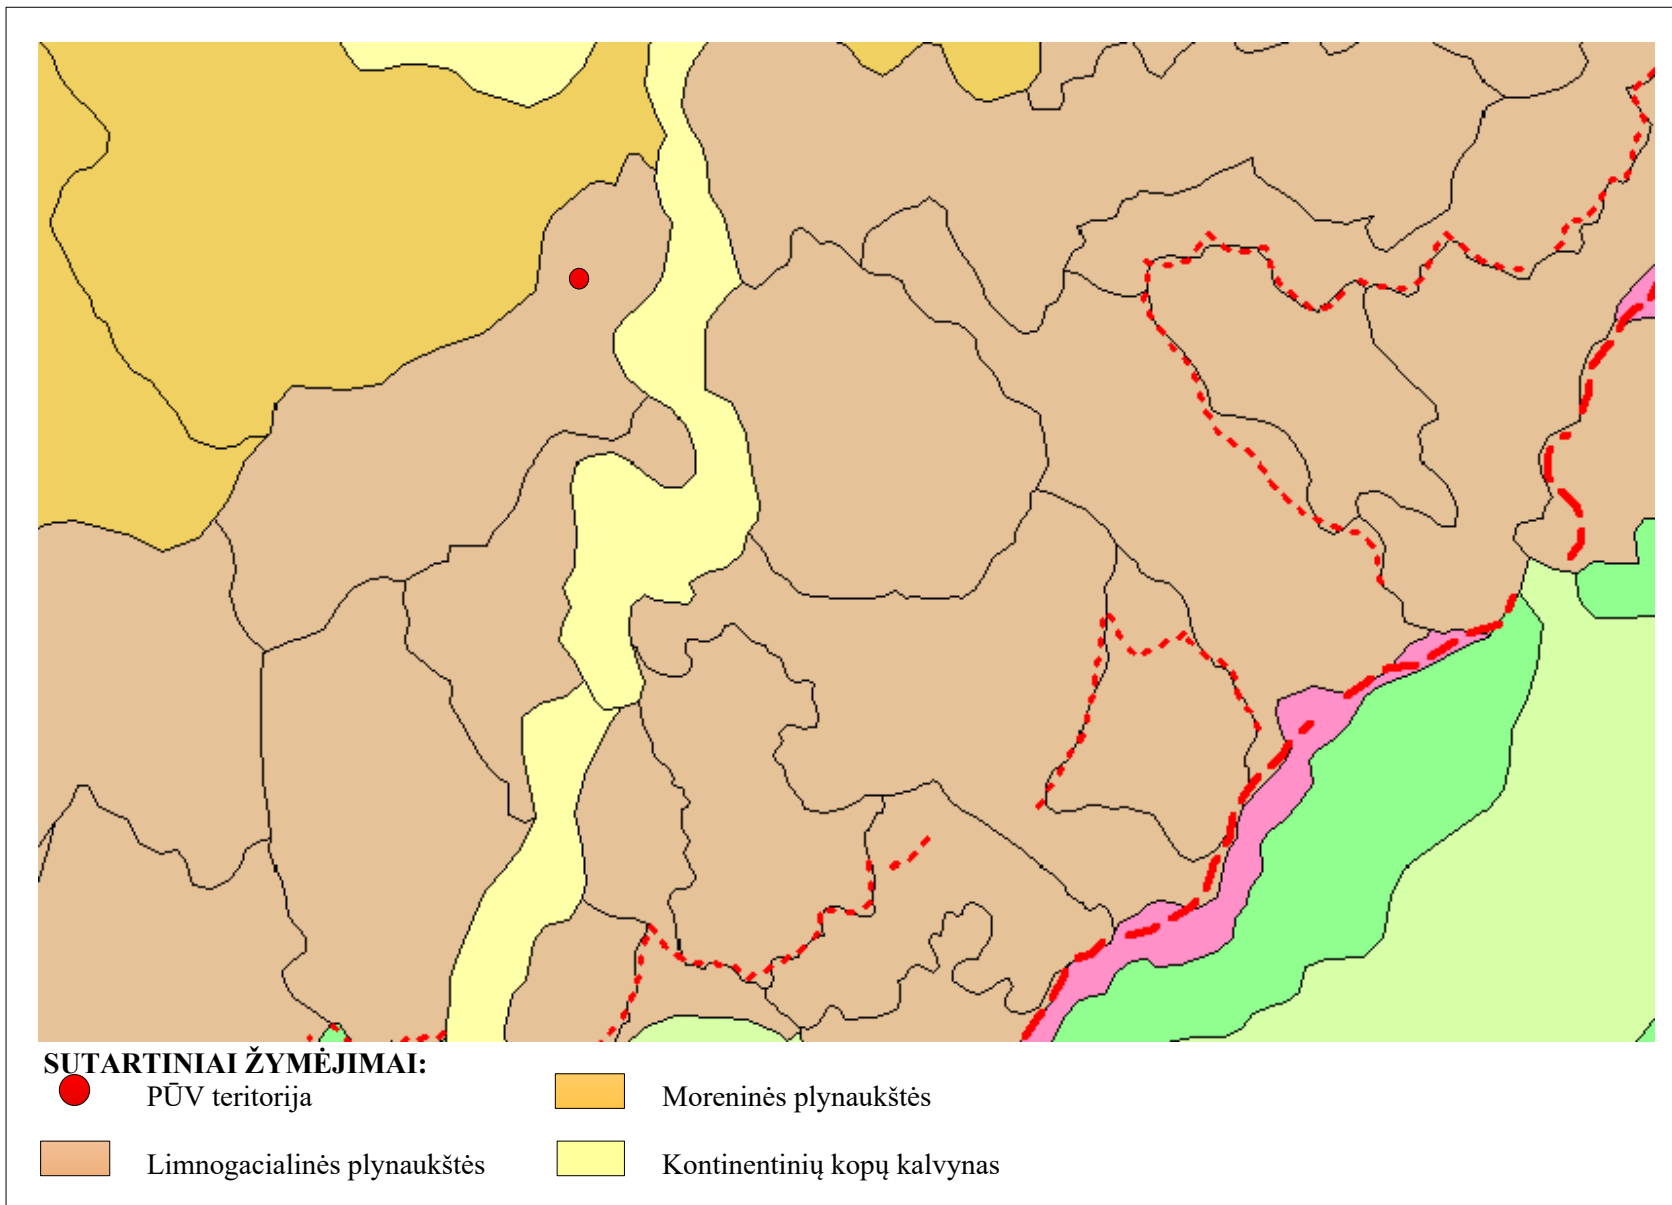 SUTARTINIAI ŽYMĖJIMAI:
PŪV teritorija
Moreninės plynaukštės
Limnogacialinės plynaukštės
Kontinentinių kopų kalvynas